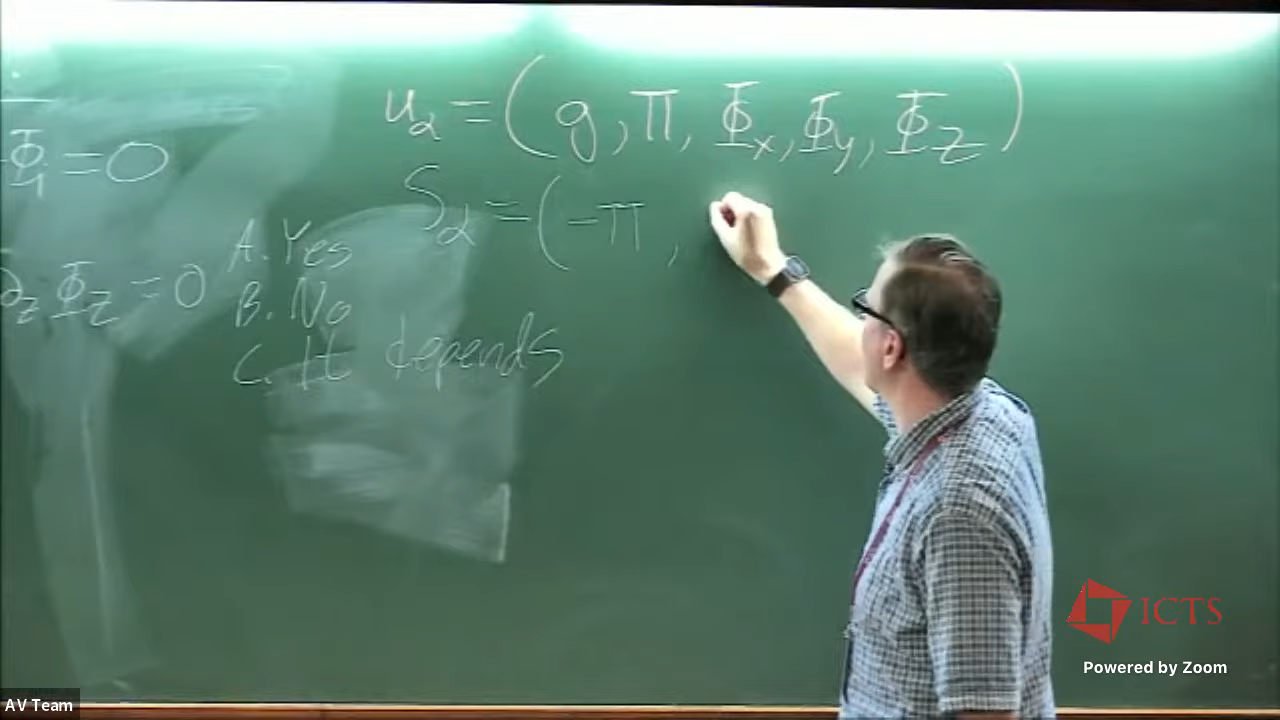 u_α = (g, Π, Φ_x, Φ_y, Φ_z)
Φ_i = 0
S_α = (-Π,
A. Yes
∂_z Φ_z = 0
B. No
C. It depends
ICTS
Powered by Zoom
AV Team